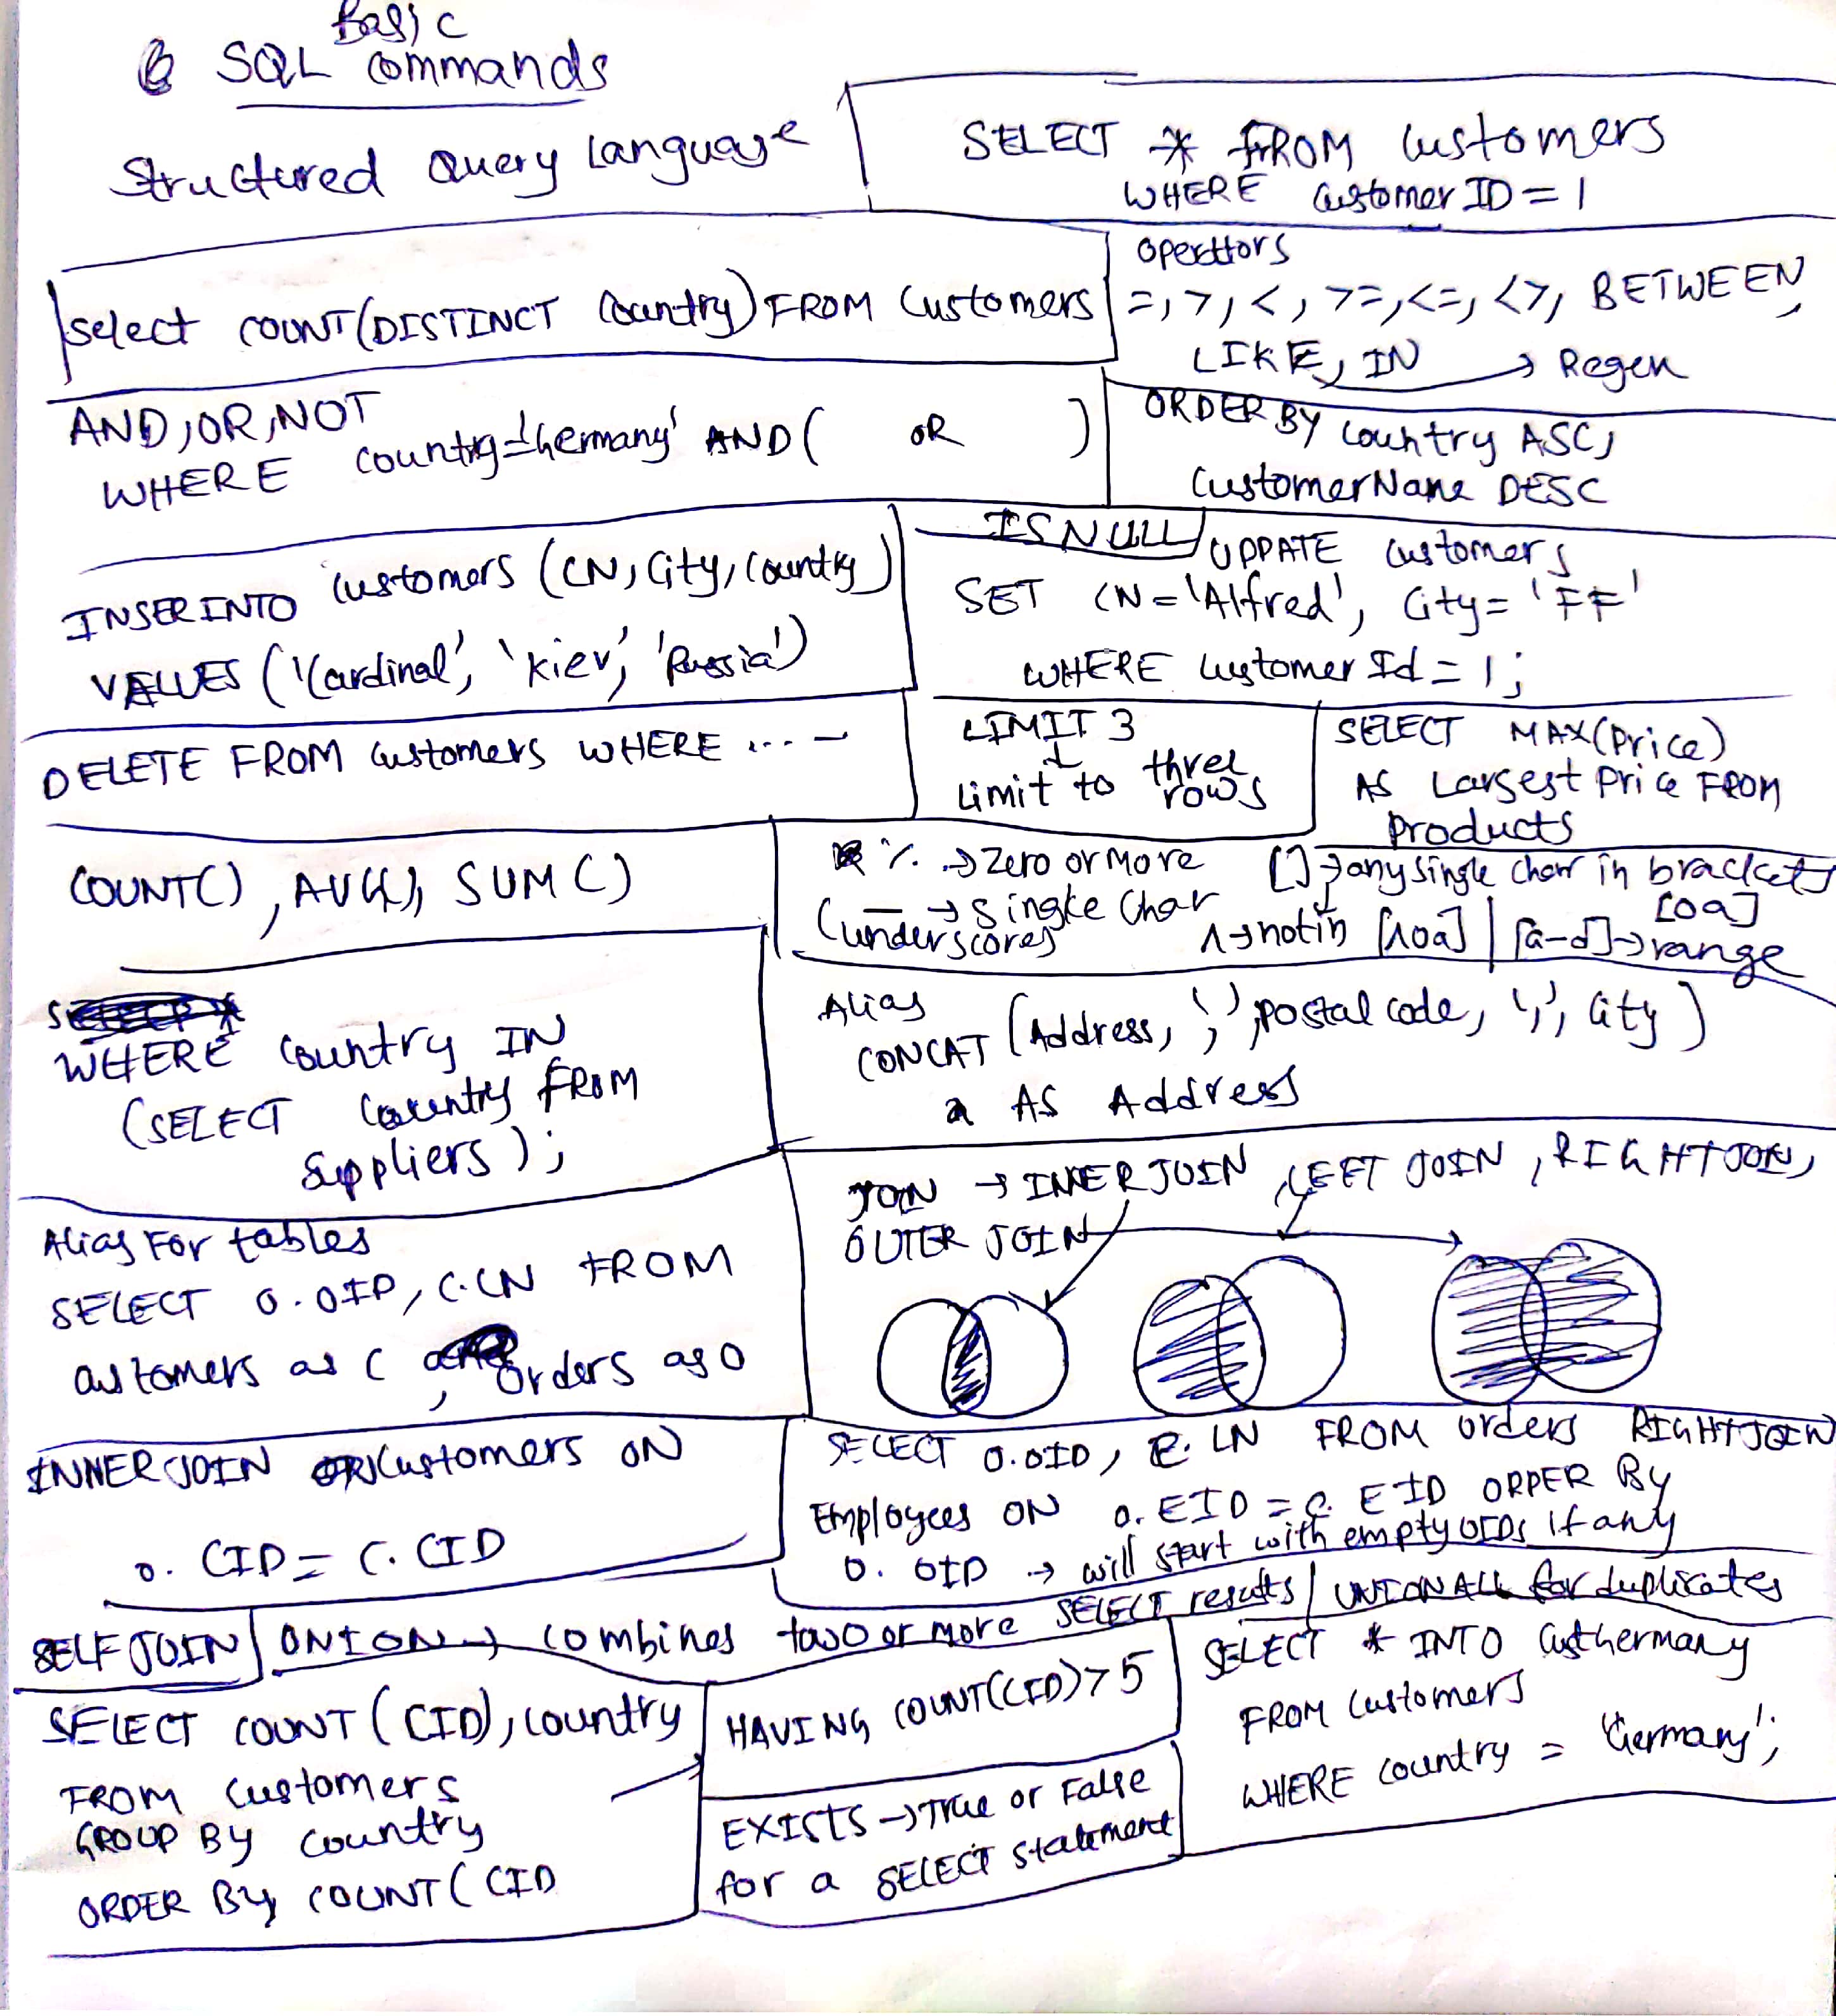 Basic
SQL commands
Structured Query Language
SELECT * FROM Customers
WHERE CustomerID = 1
select COUNT(DISTINCT Country) FROM Customers
operttors
=, >, <, >=, <=, <>, BETWEEN,
LIKE, IN → Regex
AND, OR, NOT
WHERE Country='Germany' AND ( OR )
ORDER BY Country ASC,
CustomerName DESC
INSERINTO Customers (CN, City, Country)
VALUES ('Cardinal', 'Kiev', 'Russia')
IS NULL
UPDATE Customers
SET CN = 'Alfred', City = 'FF'
WHERE CustomerId = 1;
DELETE FROM Customers WHERE ... -
LIMIT 3
↓
Limit to three
rows
SELECT MAX(Price)
AS Largest Price FROM
Products
COUNT(), AVG(), SUM()
% → Zero or More
_ → Single Char
(underscores
[] → any single char in brackets
[oa]
^ → not in [^oa] | [a-d] → range
WHERE Country IN
(SELECT Country FROM
Suppliers);
Alias
CONCAT (Address, ',', postal code, ',', City)
AS Address
Alias For tables
SELECT O.OID, C.CN FROM
Customers as C , Orders as O
JOIN → INNER JOIN, LEFT JOIN, RIGHT JOIN,
OUTER JOIN
INNER JOIN Customers ON
O. CID = C. CID
SELECT O.OID, E. LN FROM Orders RIGHT JOIN
Employees ON O. EID = E. EID ORDER BY
O. OID → will start with empty OIDs if any
SELF JOIN
UNION → combines two or more SELECT results | UNION ALL for duplicates
SELECT COUNT (CID), Country
FROM Customers
GROUP BY Country
ORDER BY COUNT(CID
HAVING COUNT(CID) > 5
EXISTS → True or False
for a SELECT statement
SELECT * INTO CustGermany
FROM Customers
WHERE Country = 'Germany';